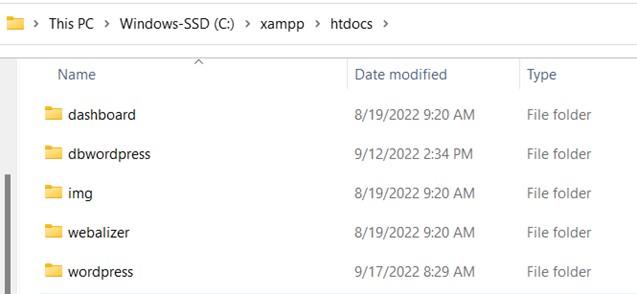 This PC > Windows-SSD (C:) > xampp > htdocs >
Name Date modified Type
dashboard 8/19/2022 9:20 AM File folder
dbwordpress 9/12/2022 2:34 PM File folder
img 8/19/2022 9:20 AM File folder
webalizer 8/19/2022 9:20 AM File folder
wordpress 9/17/2022 8:29 AM File folder